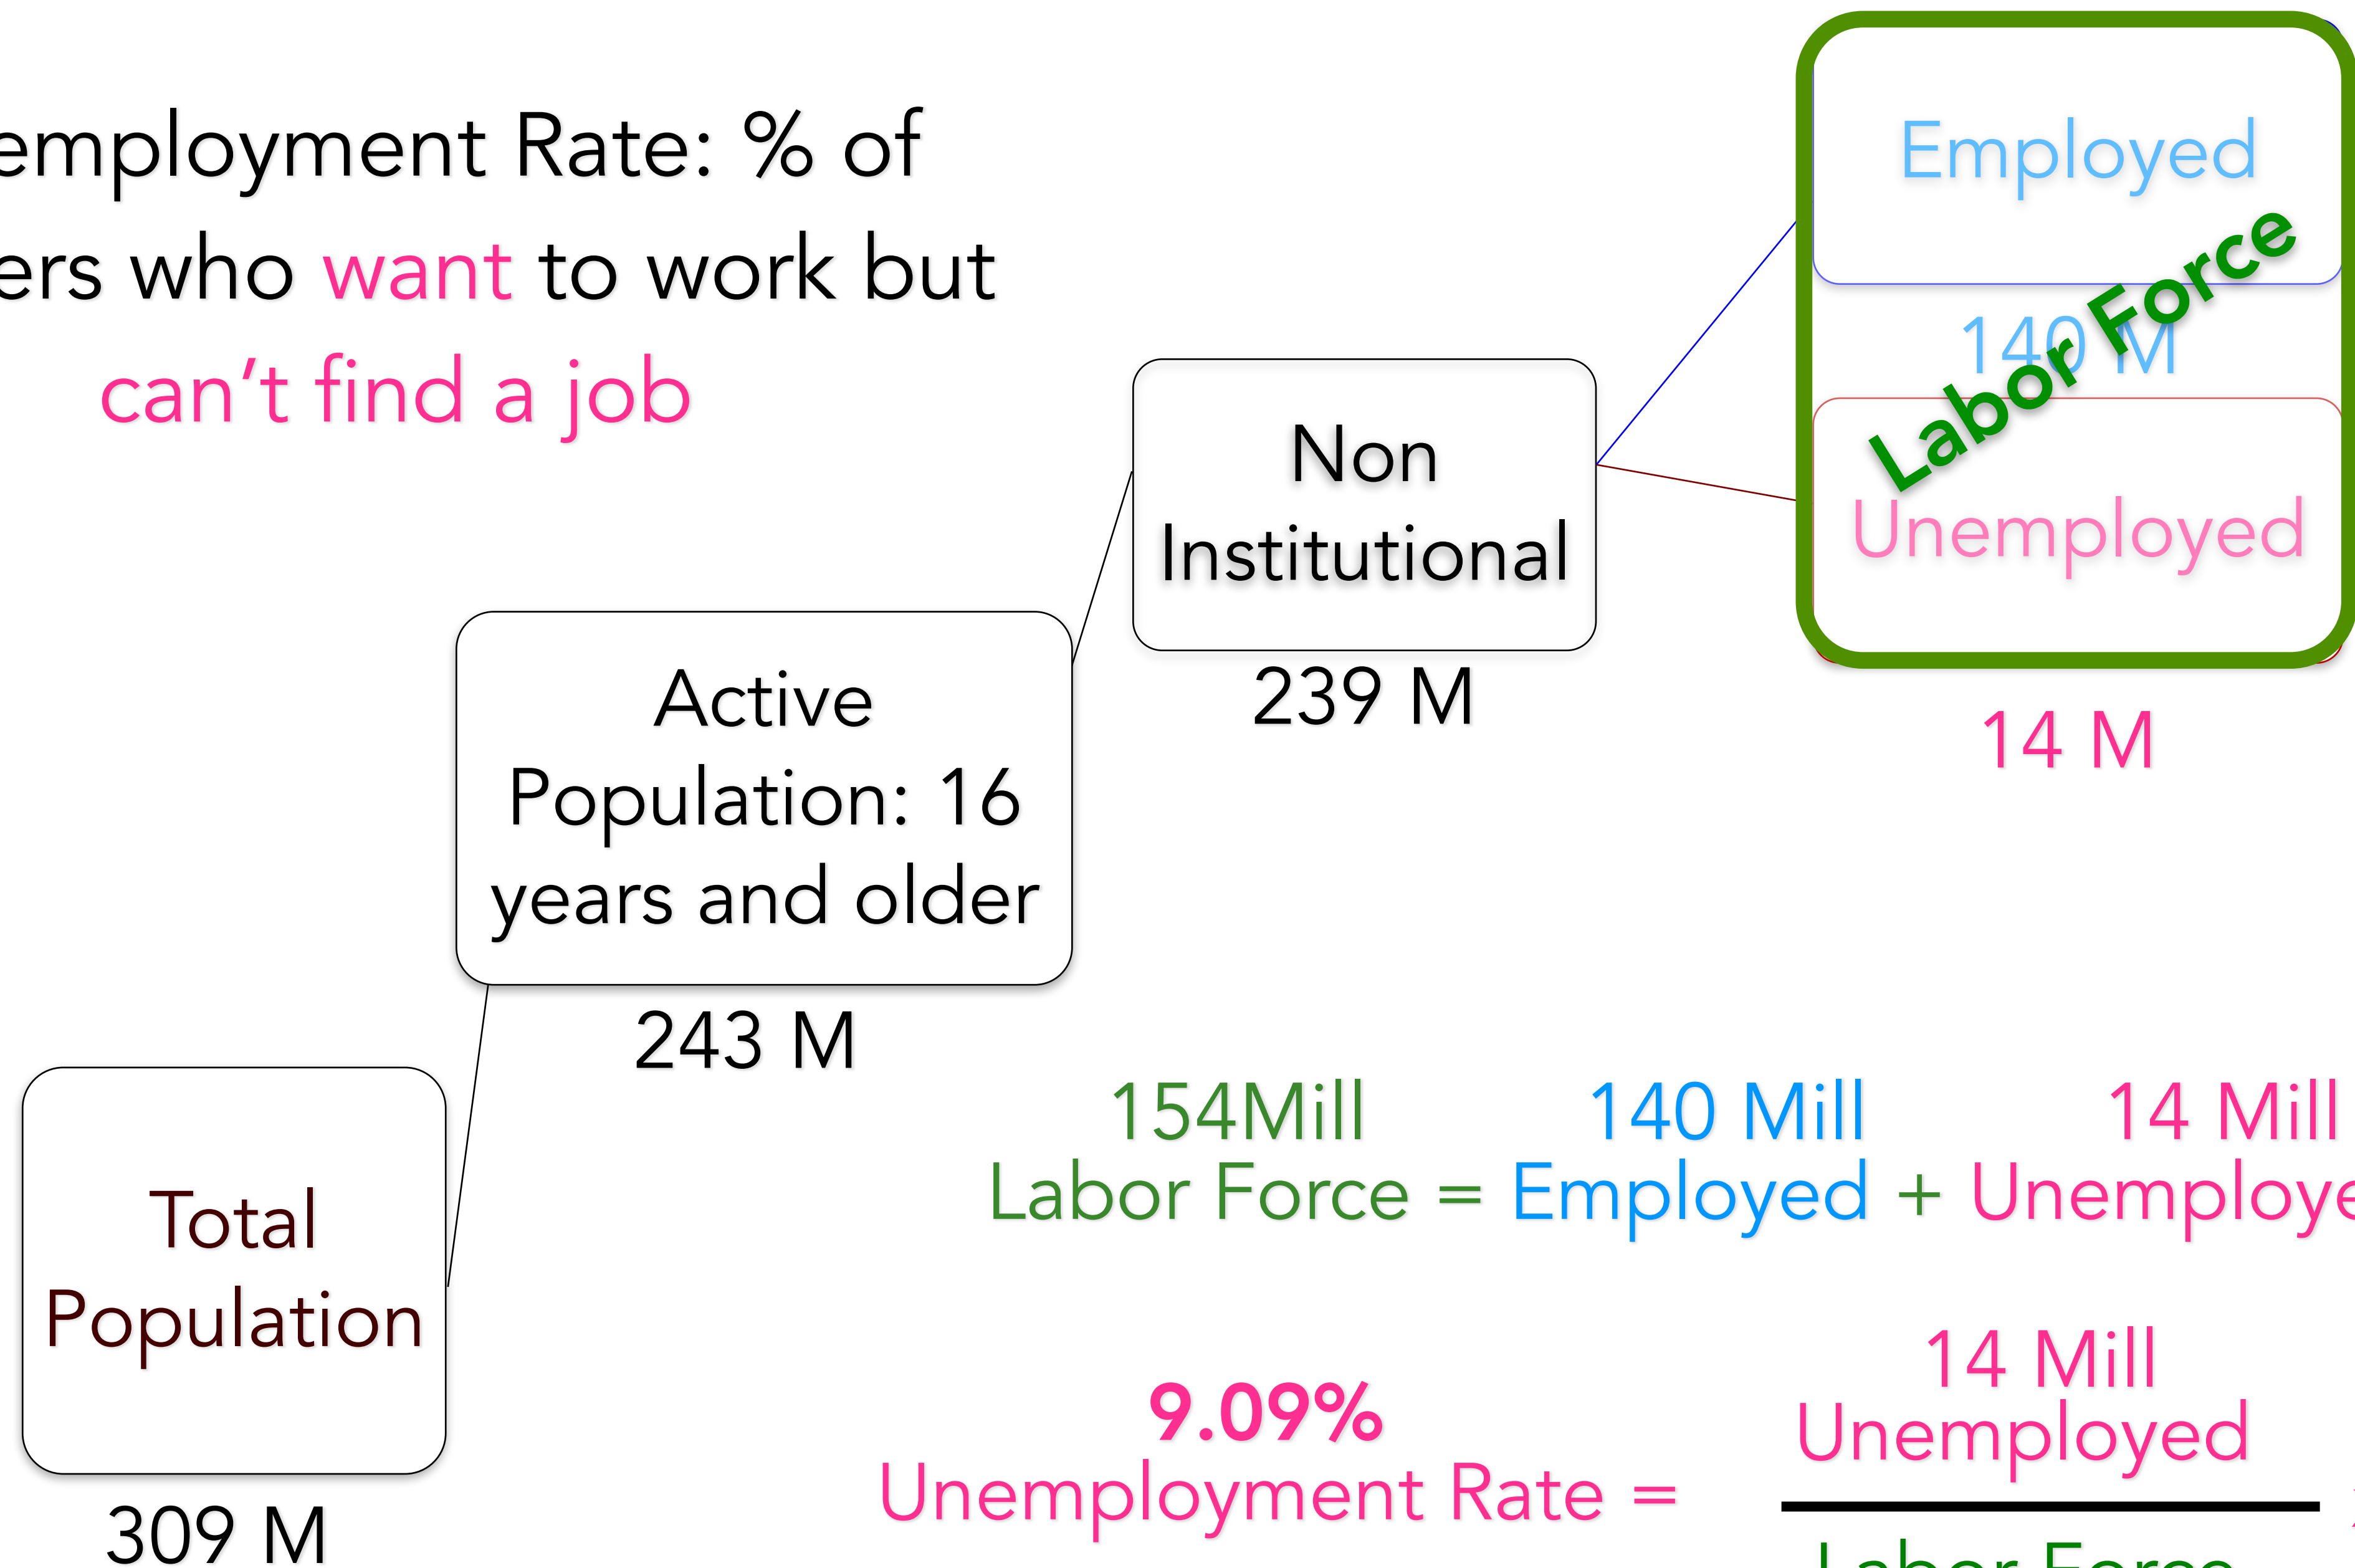 employment Rate: % of
ers who want to work but
can't find a job
Employed
140 M
Labor Force
Unemployed
14 M
Non
Institutional
239 M
Active
Population: 16
years and older
243 M
Total
Population
309 M
154Mill 140 Mill 14 Mill
Labor Force = Employed + Unemploye
14 Mill
9.09% Unemployed
Unemployment Rate =
Labor Force